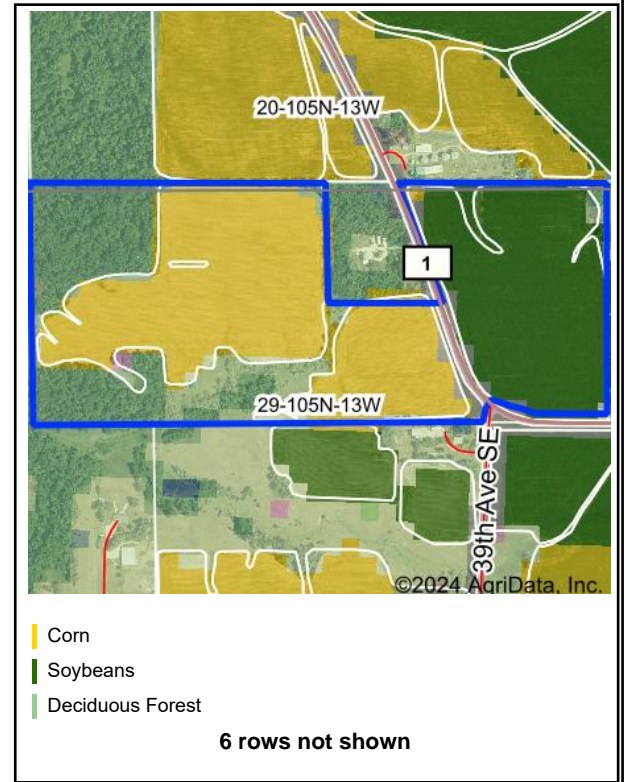 20-105N-13W
1
29-105N-13W
39th Ave SE
©2024 AgriData, Inc.
Corn
Soybeans
Deciduous Forest
6 rows not shown